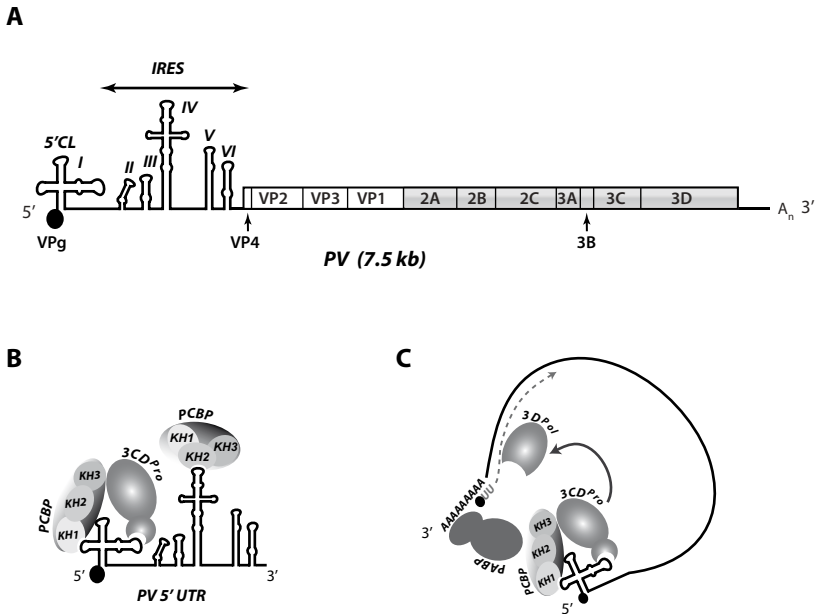 A
IRES
IV
5'CL
I
II
III
V
VI
VP2 VP3 VP1 2A 2B 2C 3A 3C 3D
5'
An 3'
VPg
VP4
3B
PV (7.5 kb)
B
PCBP
KH1
KH2
KH3
3CDPro
PCBP
KH3
KH2
KH1
5'
3'
PV 5' UTR
C
3DPol
UU
AAAAAAAAA
3'
PABP
3CDPro
PCBP
KH3
KH2
KH1
5'